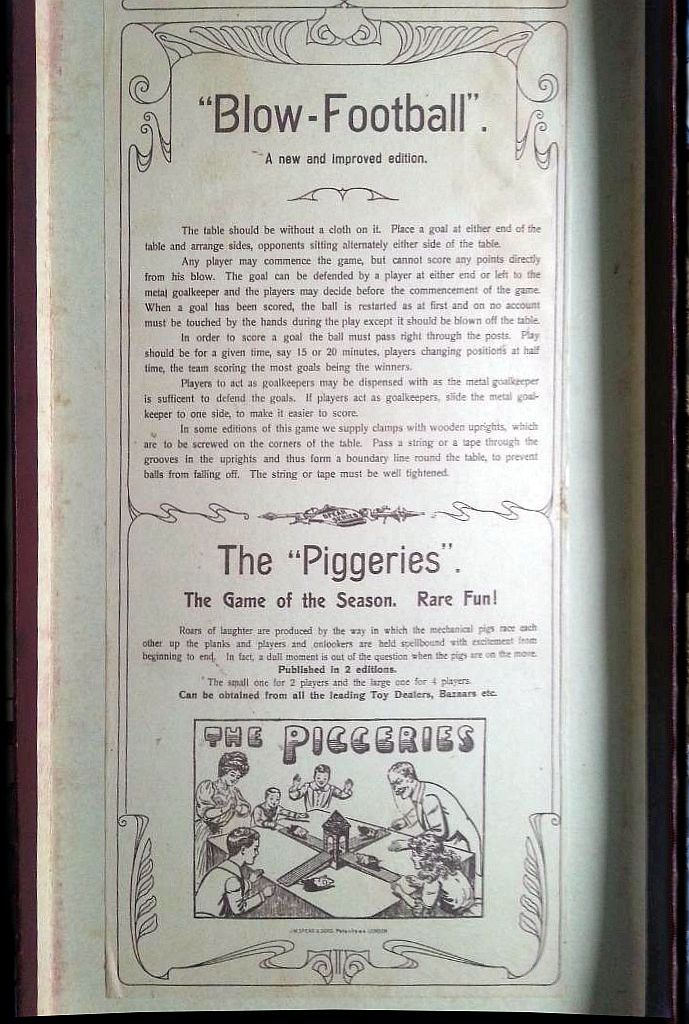 "Blow-Football".
A new and improved edition.
The table should be without a cloth on it. Place a goal at either end of the
table and arrange sides, opponents sitting alternately either side of the table.
Any player may commence the game, but cannot score any points directly
from his blow. The goal can be defended by a player at either end or left to the
metal goalkeeper and the players may decide before the commencement of the game.
When a goal has been scored, the ball is restarted as at first and on no account
must be touched by the hands during the play except it should be blown off the table.
In order to score a goal the ball must pass right through the posts. Play
should be for a given time, say 15 or 20 minutes, players changing positions at half
time, the team scoring the most goals being the winners.
Players to act as goalkeepers may be dispensed with as the metal goalkeeper
is sufficent to defend the goals. If players act as goalkeepers, slide the metal goal-
keeper to one side, to make it easier to score.
In some editions of this game we supply clamps with wooden uprights, which
are to be screwed on the corners of the table. Pass a string or a tape through the
grooves in the uprights and thus form a boundary line round the table, to prevent
balls from falling off. The string or tape must be well tightened.
SPEAR SERIES
The "Piggeries".
The Game of the Season. Rare Fun!
Roars of laughter are produced by the way in which the mechanical pigs race each
other up the planks and players and onlookers are held spellbound with excitement from
beginning to end. In fact, a dull moment is out of the question when the pigs are on the move.
Published in 2 editions.
The small one for 2 players and the large one for 4 players.
Can be obtained from all the leading Toy Dealers, Bazaars etc.
THE PIGGERIES
J.W. SPEAR & SONS, Patentees LONDON